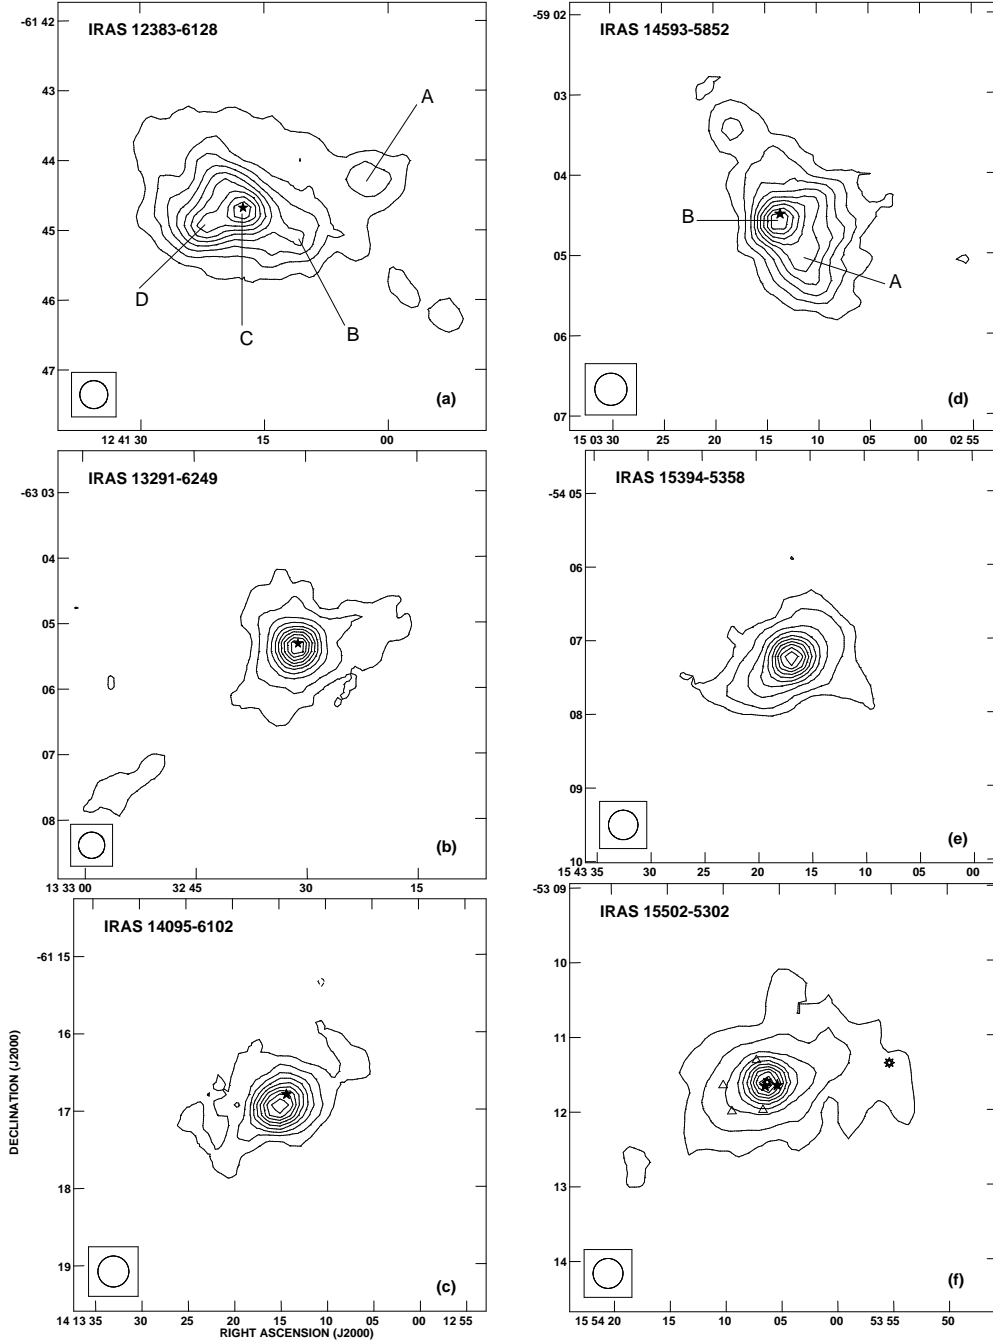 IRAS 12383-6128
-61 42
43
44
45
46
47
A
D
C
B
(a)
12 41 30
15
00
IRAS 14593-5852
-59 02
03
04
05
06
07
B
A
(d)
15 03 30
25
20
15
10
05
00
02 55
IRAS 13291-6249
-63 03
04
05
06
07
08
(b)
13 33 00
32 45
30
15
IRAS 15394-5358
-54 05
06
07
08
09
10
(e)
15 43 35
30
25
20
15
10
05
00
IRAS 14095-6102
-61 15
16
17
18
19
(c)
14 13 35
30
25
20
15
10
05
00
12 55
DECLINATION (J2000)
RIGHT ASCENSION (J2000)
IRAS 15502-5302
-53 09
10
11
12
13
14
(f)
15 54 20
15
10
05
00
53 55
50